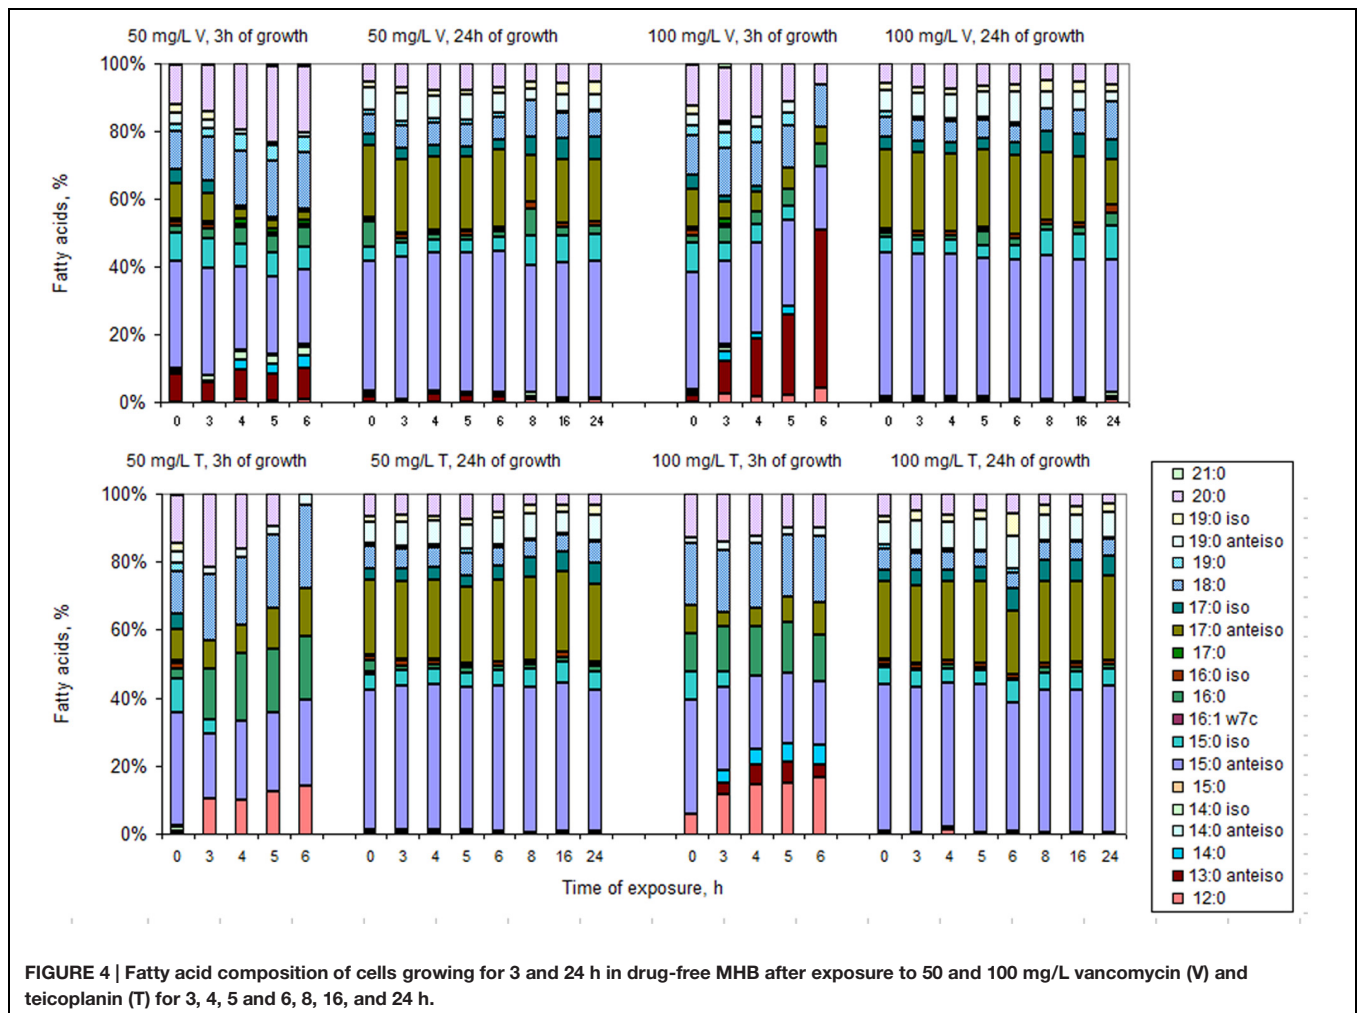 50 mg/L V, 3h of growth 50 mg/L V, 24h of growth 100 mg/L V, 3h of growth 100 mg/L V, 24h of growth
100%
80%
60%
40%
20%
0%
Fatty acids, %
0 3 4 5 6 0 3 4 5 6 8 16 24 0 3 4 5 6 0 3 4 5 6 8 16 24
50 mg/L T, 3h of growth 50 mg/L T, 24h of growth 100 mg/L T, 3h of growth 100 mg/L T, 24h of growth
100%
80%
60%
40%
20%
0%
Fatty acids, %
0 3 4 5 6 0 3 4 5 6 8 16 24 0 3 4 5 6 0 3 4 5 6 8 16 24
Time of exposure, h
21:0
20:0
19:0 iso
19:0 anteiso
19:0
18:0
17:0 iso
17:0 anteiso
17:0
16:0 iso
16:0
16:1 w7c
15:0 iso
15:0 anteiso
15:0
14:0 iso
14:0 anteiso
14:0
13:0 anteiso
12:0
FIGURE 4 | Fatty acid composition of cells growing for 3 and 24 h in drug-free MHB after exposure to 50 and 100 mg/L vancomycin (V) and
teicoplanin (T) for 3, 4, 5 and 6, 8, 16, and 24 h.